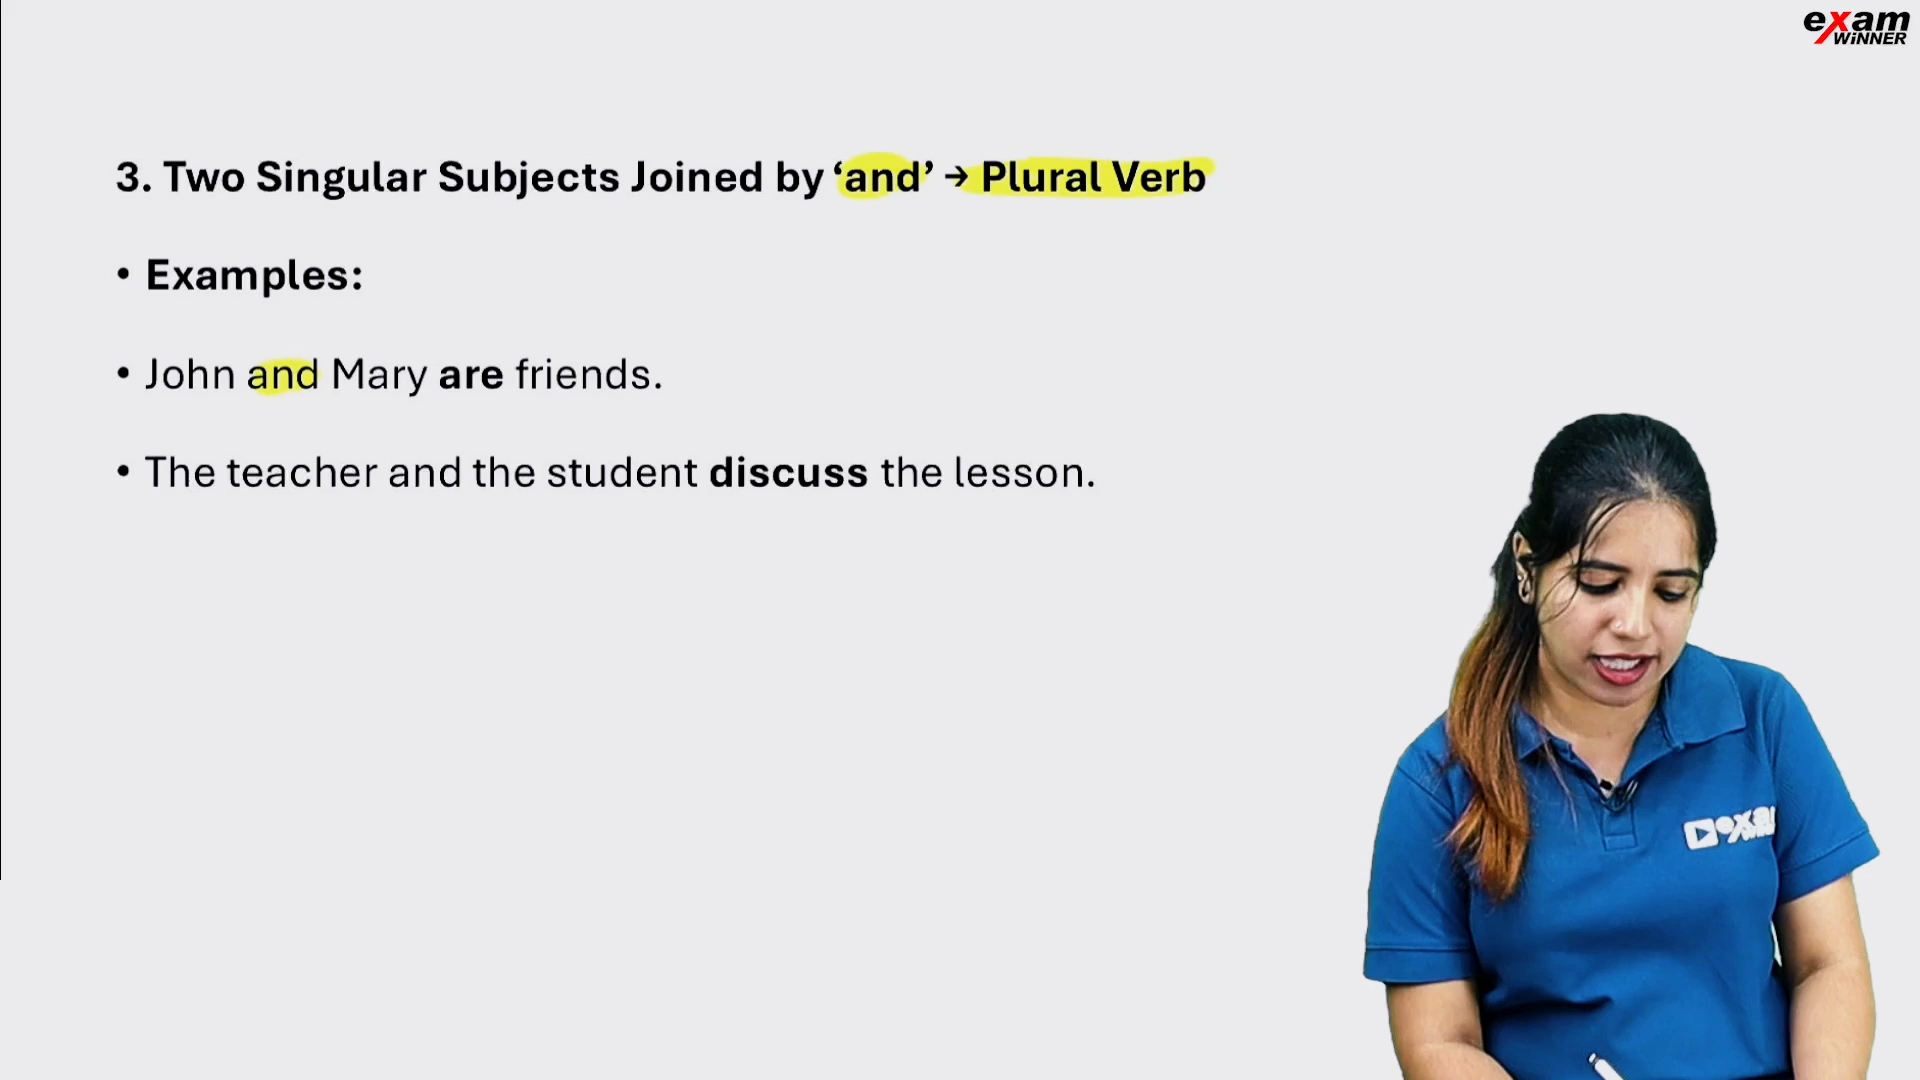 exam
WiNNER
3. Two Singular Subjects Joined by ‘and’ → Plural Verb
• Examples:
• John and Mary are friends.
• The teacher and the student discuss the lesson.